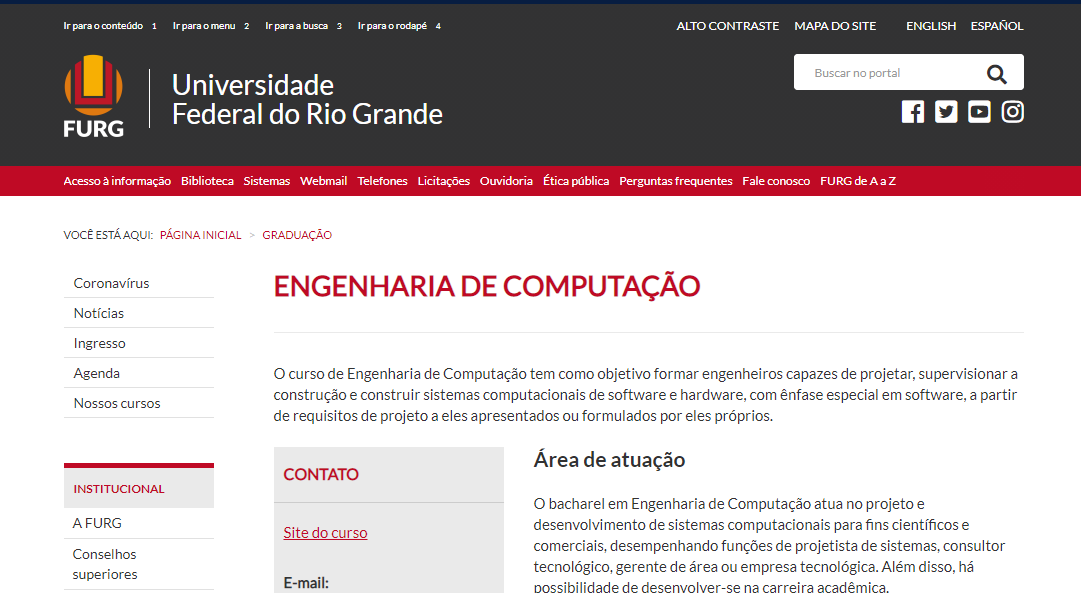 Ir para o conteúdo 1 Ir para o menu 2 Ir para a busca 3 Ir para o rodapé 4
ALTO CONTRASTE MAPA DO SITE ENGLISH ESPAÑOL
FURG
Universidade
Federal do Rio Grande
Buscar no portal
Acesso à informação Biblioteca Sistemas Webmail Telefones Licitações Ouvidoria Ética pública Perguntas frequentes Fale conosco FURG de A a Z
VOCÊ ESTÁ AQUI: PÁGINA INICIAL > GRADUAÇÃO
Coronavírus
Notícias
Ingresso
Agenda
Nossos cursos
INSTITUCIONAL
A FURG
Conselhos
superiores
ENGENHARIA DE COMPUTAÇÃO
O curso de Engenharia de Computação tem como objetivo formar engenheiros capazes de projetar, supervisionar a
construção e construir sistemas computacionais de software e hardware, com ênfase especial em software, a partir
de requisitos de projeto a eles apresentados ou formulados por eles próprios.
CONTATO
Site do curso
E-mail:
Área de atuação
O bacharel em Engenharia de Computação atua no projeto e
desenvolvimento de sistemas computacionais para fins científicos e
comerciais, desempenhando funções de projetista de sistemas, consultor
tecnológico, gerente de área ou empresa tecnológica. Além disso, há
possibilidade de desenvolver-se na carreira acadêmica.